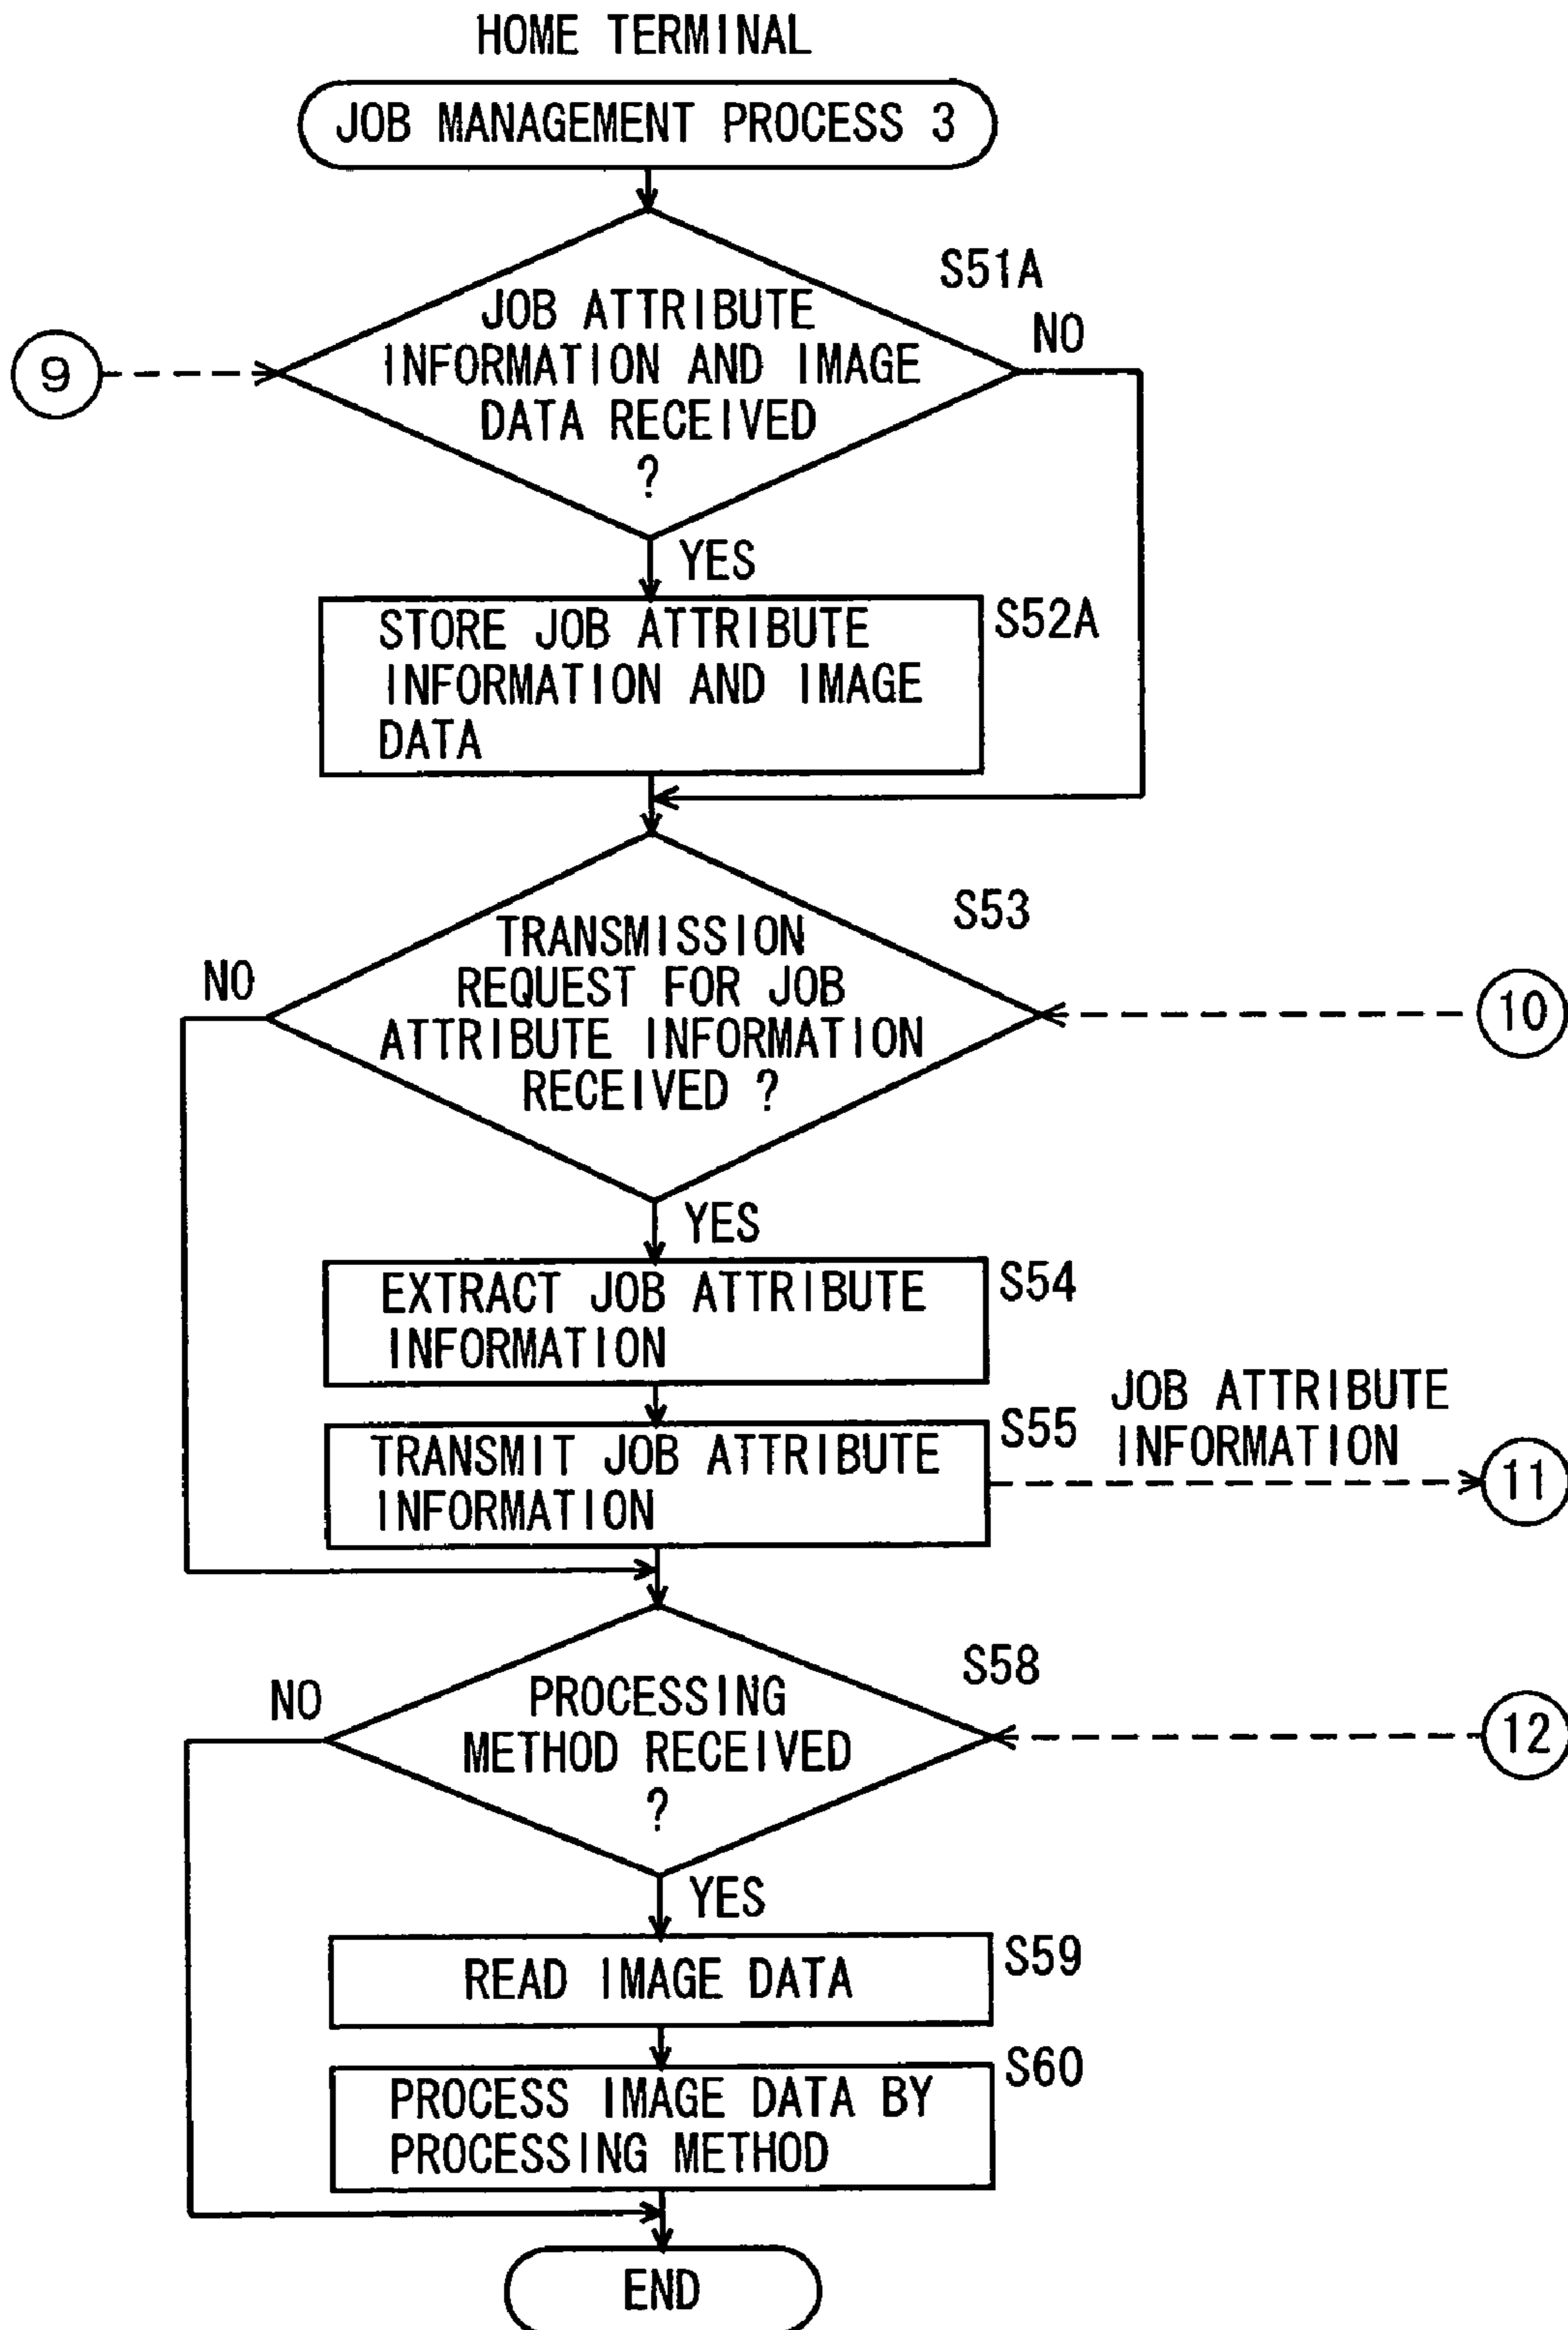 HOME TERMINAL
JOB MANAGEMENT PROCESS 3
S51A
JOB ATTRIBUTE
INFORMATION AND IMAGE
DATA RECEIVED
?
NO
9
YES
STORE JOB ATTRIBUTE
INFORMATION AND IMAGE
DATA
S52A
S53
TRANSMISSION
REQUEST FOR JOB
ATTRIBUTE INFORMATION
RECEIVED ?
NO
10
YES
EXTRACT JOB ATTRIBUTE
INFORMATION
S54
TRANSMIT JOB ATTRIBUTE
INFORMATION
S55
JOB ATTRIBUTE
INFORMATION
11
S58
PROCESSING
METHOD RECEIVED
?
NO
12
YES
READ IMAGE DATA
S59
PROCESS IMAGE DATA BY
PROCESSING METHOD
S60
END